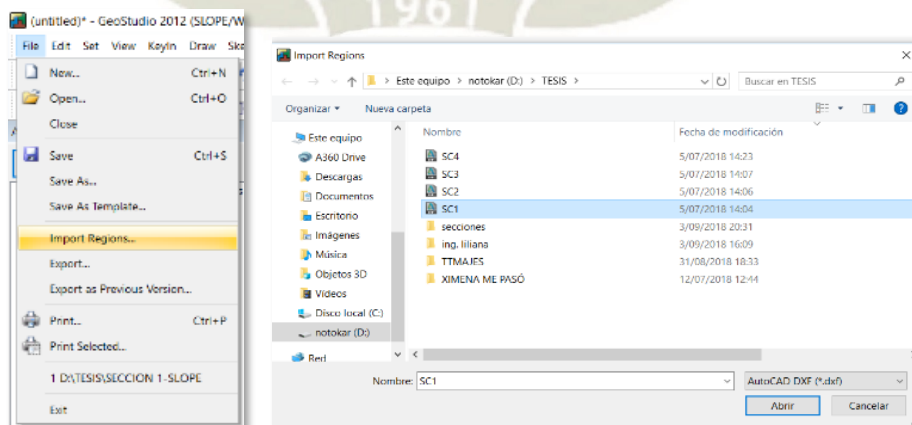 1961
(untitled)* - GeoStudio 2012 (SLOPE/W
File Edit Set View KeyIn Draw Ske
New... Ctrl+N
Open... Ctrl+O
Close
Save Ctrl+S
Save As...
Save As Template...
Import Regions...
Export...
Export as Previous Version...
Print... Ctrl+P
Print Selected...
1 D:\TESIS\SECCION 1-SLOPE
Exit
Import Regions
Este equipo > notokar (D:) > TESIS >
Buscar en TESIS
Organizar Nueva carpeta
Nombre Fecha de modificación
Este equipo
A360 Drive
Descargas
Documentos
Escritorio
Imágenes
Música
Objetos 3D
Vídeos
Disco local (C:)
notokar (D:)
Red
SC4 5/07/2018 14:23
SC3 5/07/2018 14:07
SC2 5/07/2018 14:06
SC1 5/07/2018 14:04
secciones 3/09/2018 20:31
ing. liliana 3/09/2018 16:09
TTMAJES 31/08/2018 18:33
XIMENA ME PASÓ 12/07/2018 12:44
Nombre: SC1
AutoCAD DXF (*.dxf)
Abrir Cancelar